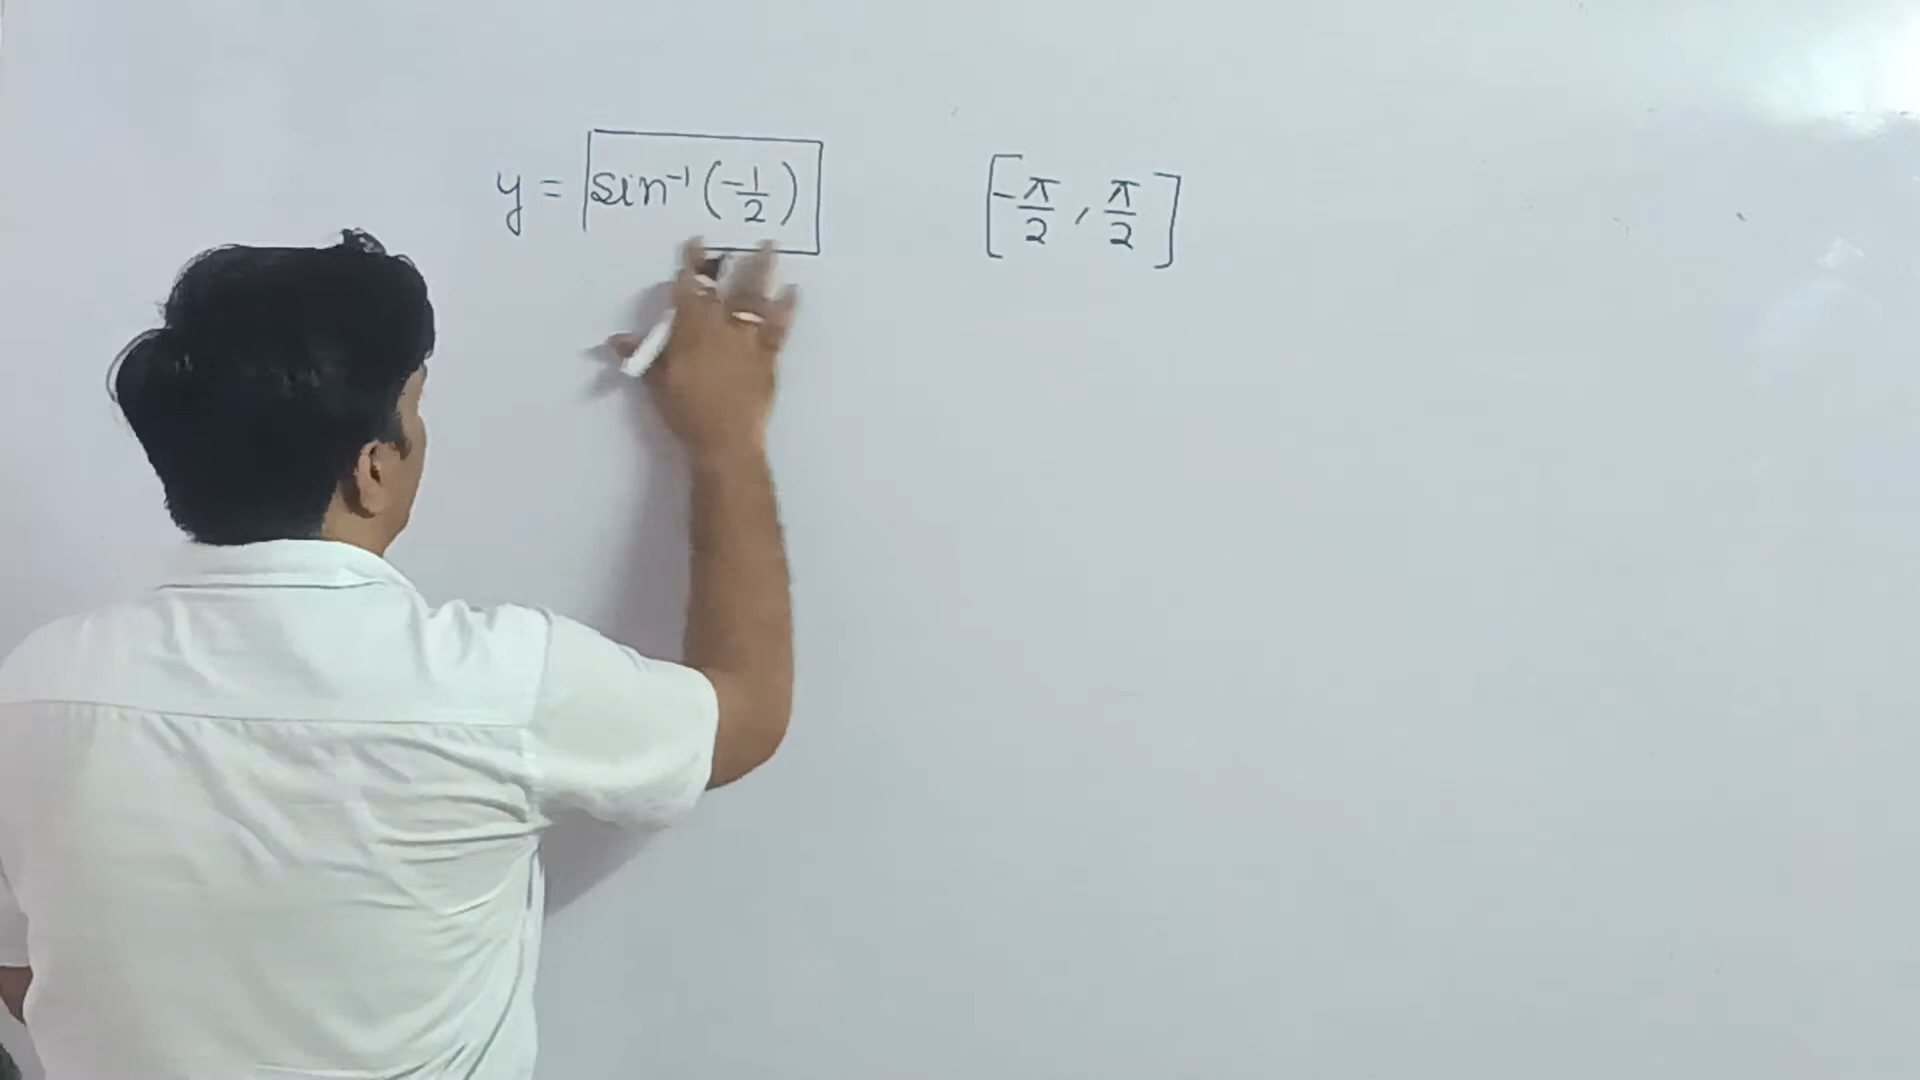 y = sin⁻¹(-1/2) [-π/2, π/2]